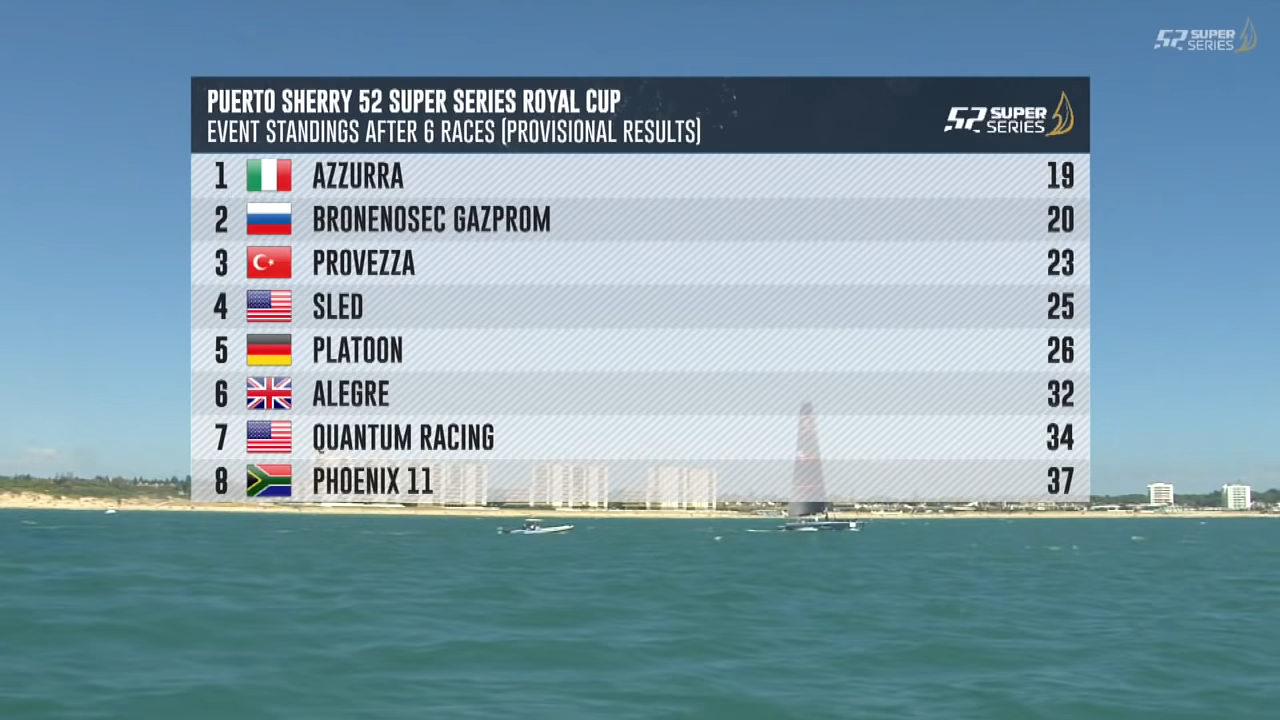 52 SUPER SERIES
PUERTO SHERRY 52 SUPER SERIES ROYAL CUP
EVENT STANDINGS AFTER 6 RACES (PROVISIONAL RESULTS)
52 SUPER SERIES
1 AZZURRA 19
2 BRONENOSEC GAZPROM 20
3 PROVEZZA 23
4 SLED 25
5 PLATOON 26
6 ALEGRE 32
7 QUANTUM RACING 34
8 PHOENIX 11 37